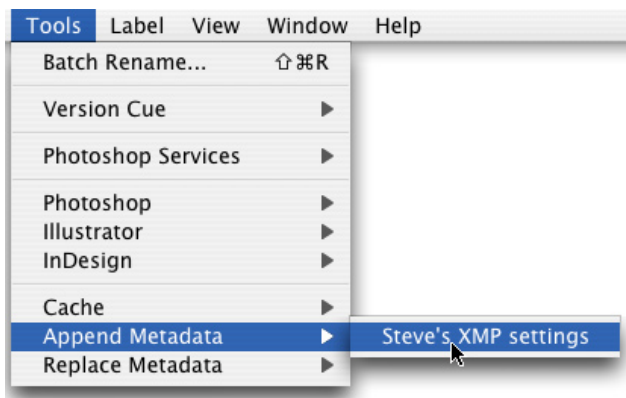 Tools Label View Window Help
Batch Rename... ⇧⌘R
Version Cue
Photoshop Services
Photoshop
Illustrator
InDesign
Cache
Append Metadata Steve's XMP settings
Replace Metadata